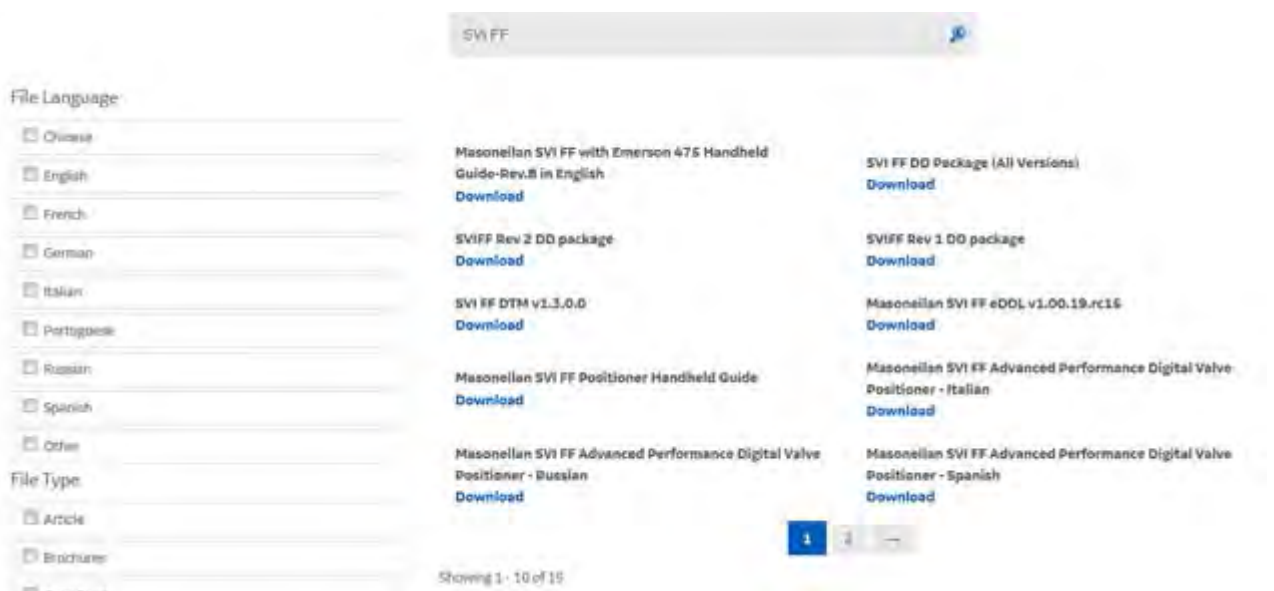 SVI FF
File Language
Chinese
English
French
German
Italian
Portuguese
Russian
Spanish
Other
File Type
Article
Brochures
Masoneilan SVI FF with Emerson 475 Handheld
Guide-Rev.B in English
Download
SVI FF DD Package (All Versions)
Download
SVIFF Rev 2 DD package
Download
SVIFF Rev 1 DD package
Download
SVI FF DTM v1.3.0.0
Download
Masoneilan SVI FF eDDL v1.00.19.rc16
Download
Masoneilan SVI FF Positioner Handheld Guide
Download
Masoneilan SVI FF Advanced Performance Digital Valve
Positioner - Italian
Download
Masoneilan SVI FF Advanced Performance Digital Valve
Positioner - Russian
Download
Masoneilan SVI FF Advanced Performance Digital Valve
Positioner - Spanish
Download
1 2 →
Showing 1 - 10 of 19